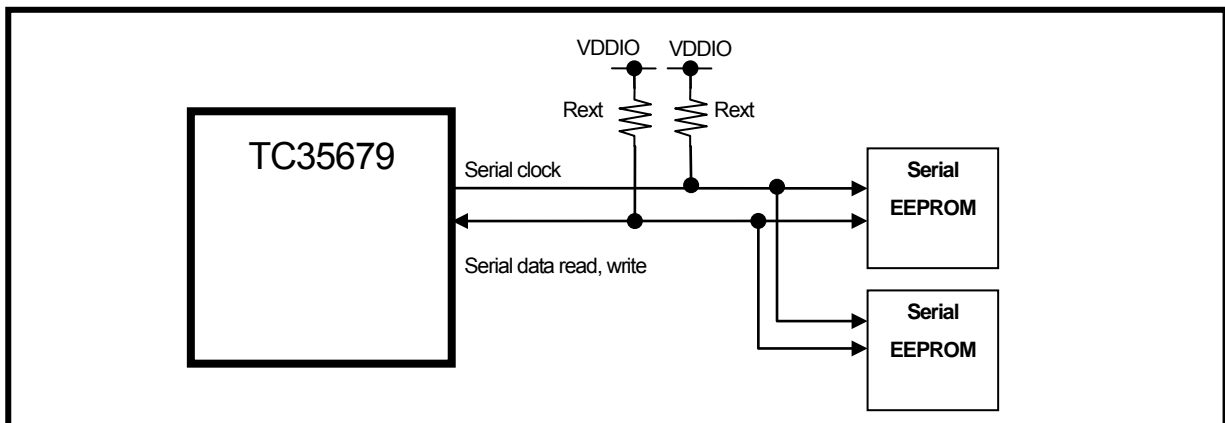 VDDIO VDDIO
Rext Rext
TC35679
Serial clock
Serial data read, write
Serial
EEPROM
Serial
EEPROM